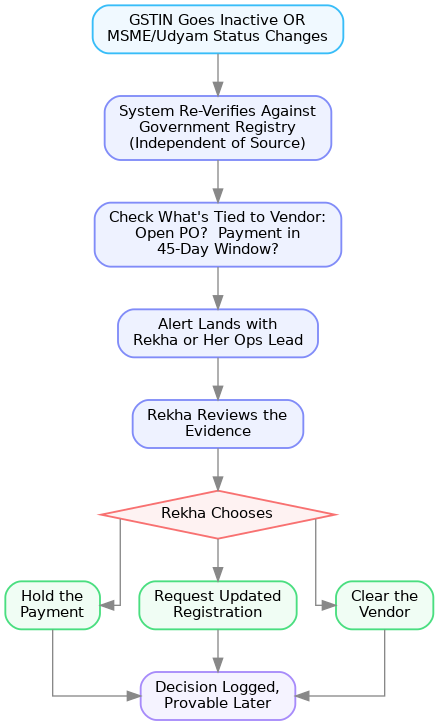 GSTIN Goes Inactive OR
MSME/Udyam Status Changes
System Re-Verifies Against
Government Registry
(Independent of Source)
Check What's Tied to Vendor:
Open PO?  Payment in
45-Day Window?
Alert Lands with
Rekha or Her Ops Lead
Rekha Reviews the
Evidence
Rekha Chooses
Hold the
Payment
Request Updated
Registration
Clear the
Vendor
Decision Logged,
Provable Later